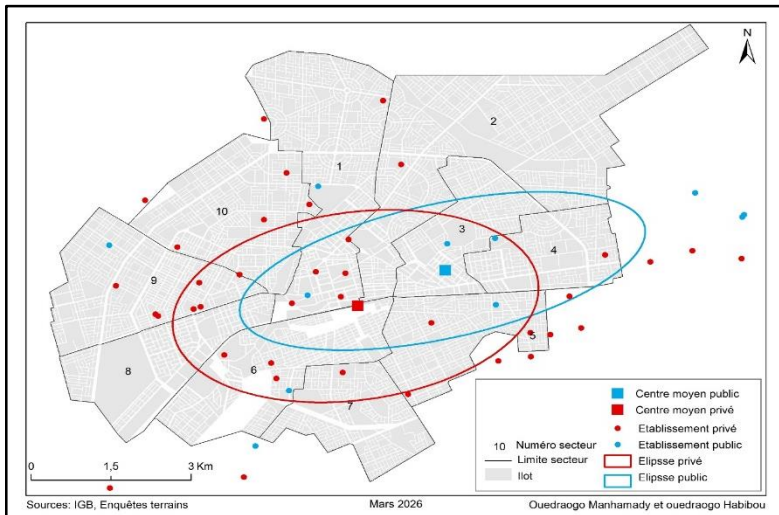 N
2
1
3
10
4
9
5
8
6
7
Centre moyen public
Centre moyen privé
Etablissement privé
Etablissement public
10 Numéro secteur
Limite secteur
Ilot
Elipsse privé
Elipsse public
0 1,5 3 Km
Sources: IGB, Enquêtes terrains Mars 2026 Ouedraogo Manhamady et ouedraogo Habibou